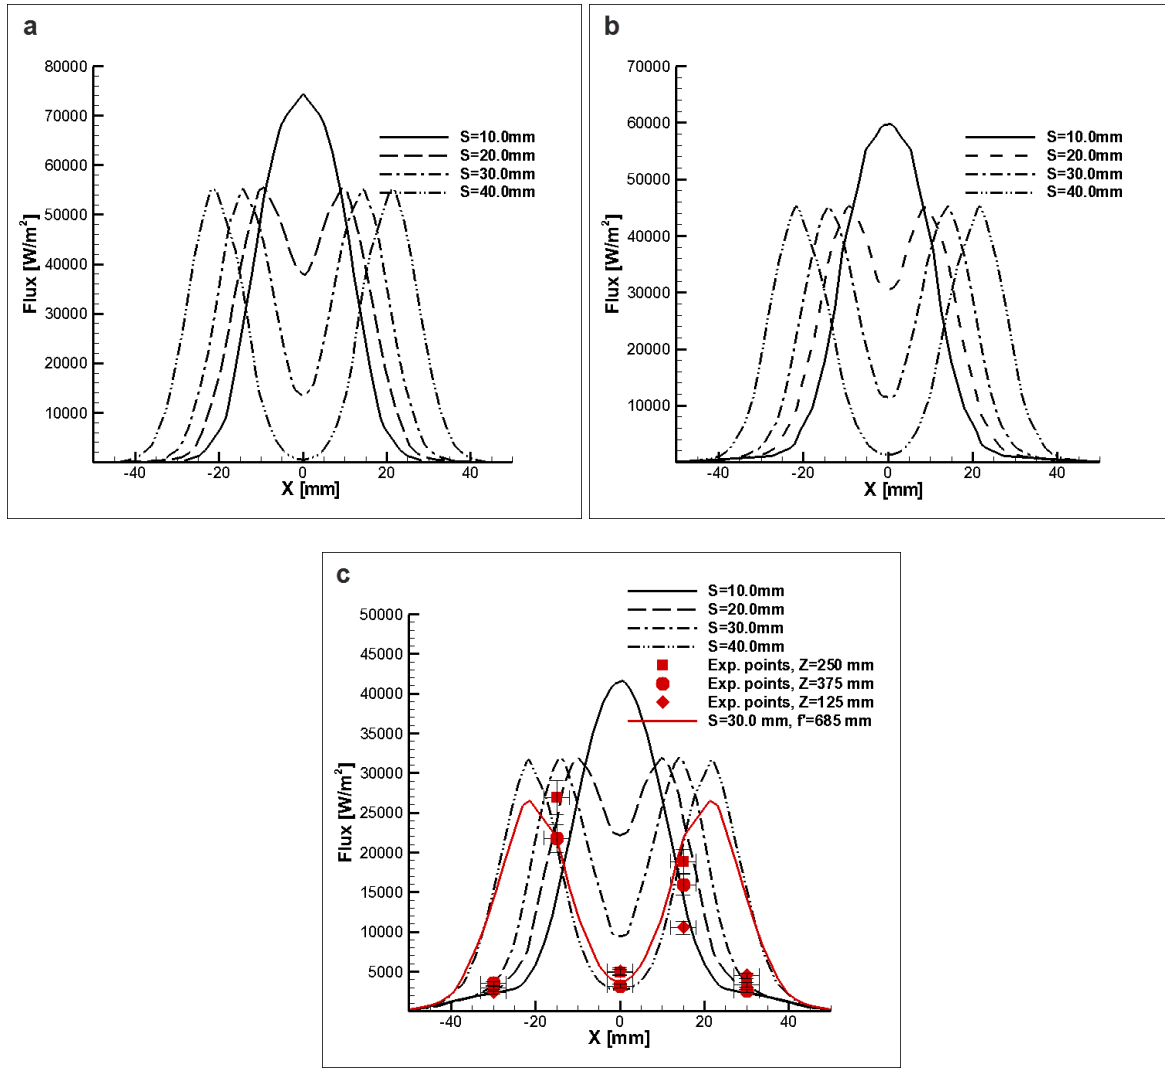 a
80000
70000
60000
50000
40000
30000
20000
10000
Flux [W/m²]
S=10.0mm
S=20.0mm
S=30.0mm
S=40.0mm
-40
-20
0
20
40
X [mm]
b
70000
60000
50000
40000
30000
20000
10000
Flux [W/m²]
S=10.0mm
S=20.0mm
S=30.0mm
S=40.0mm
-40
-20
0
20
40
X [mm]
c
50000
45000
40000
35000
30000
25000
20000
15000
10000
5000
Flux [W/m²]
S=10.0mm
S=20.0mm
S=30.0mm
S=40.0mm
Exp. points, Z=250 mm
Exp. points, Z=375 mm
Exp. points, Z=125 mm
S=30.0 mm, f'=685 mm
-40
-20
0
20
40
X [mm]